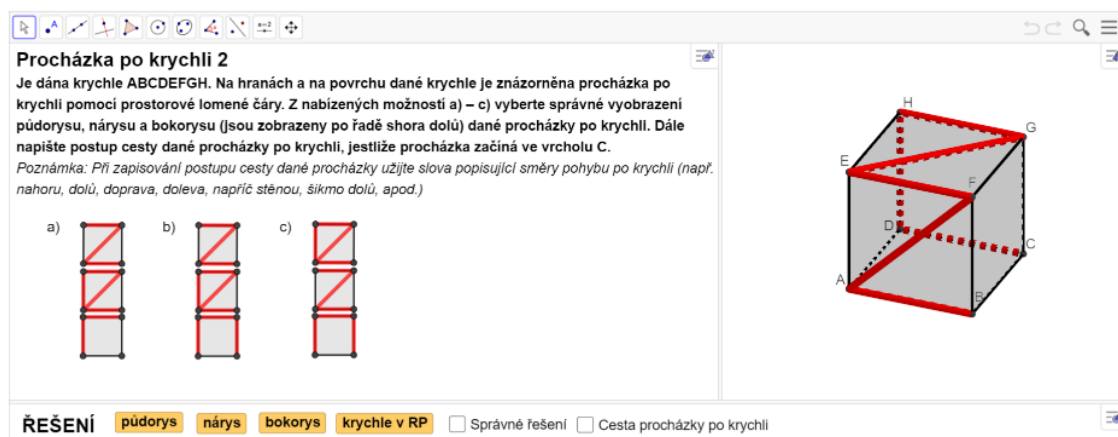 a=2
Procházka po krychli 2
Je dána krychle ABCDEFGH. Na hranách a na povrchu dané krychle je znázorněna procházka po
krychli pomocí prostorové lomené čáry. Z nabízených možností a) – c) vyberte správné vyobrazení
půdorysu, nárysu a bokorysu (jsou zobrazeny po řadě shora dolů) dané procházky po krychli. Dále
napište postup cesty dané procházky po krychli, jestliže procházka začíná ve vrcholu C.
Poznámka: Při zapisování postupu cesty dané procházky užijte slova popisující směry pohybu po krychli (např.
nahoru, dolů, doprava, doleva, napříč stěnou, šikmo dolů, apod.)
a) b) c)
H
G
E
F
D
C
A
B
ŘEŠENÍ půdorys nárys bokorys krychle v RP Správné řešení Cesta procházky po krychli